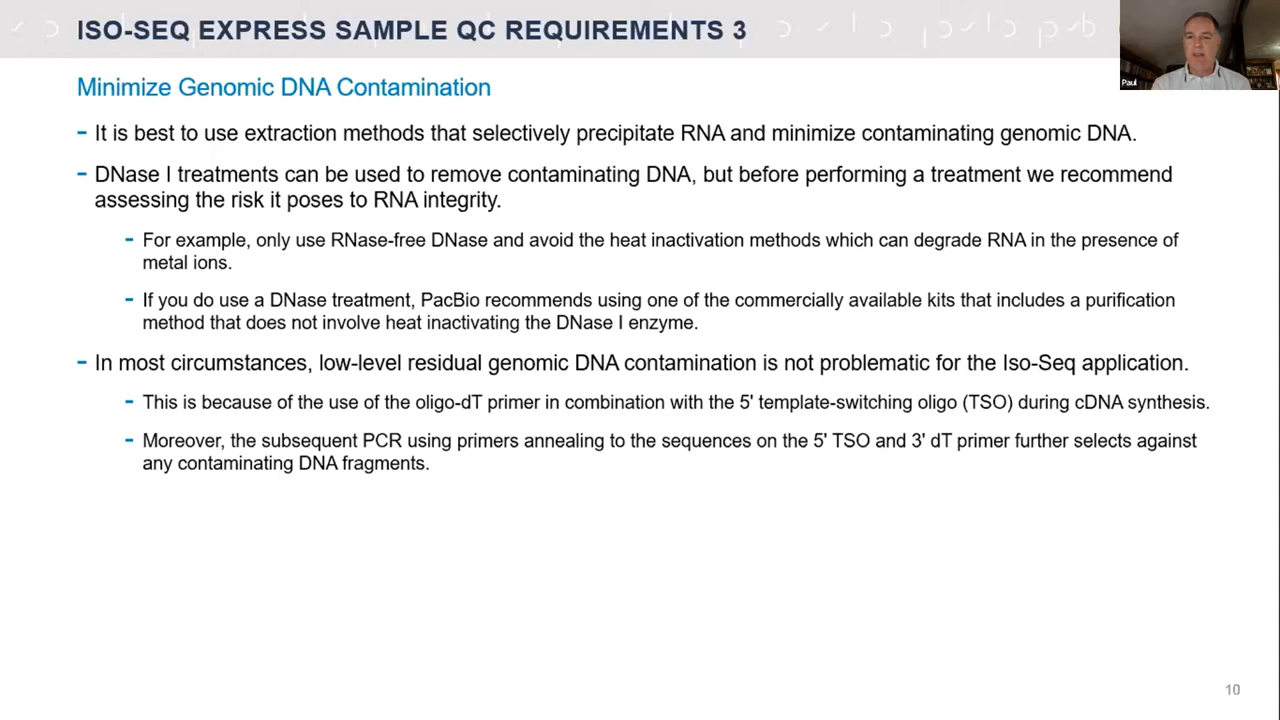 ISO-SEQ EXPRESS SAMPLE QC REQUIREMENTS 3
Paul
Minimize Genomic DNA Contamination
- It is best to use extraction methods that selectively precipitate RNA and minimize contaminating genomic DNA.
- DNase I treatments can be used to remove contaminating DNA, but before performing a treatment we recommend
assessing the risk it poses to RNA integrity.
- For example, only use RNase-free DNase and avoid the heat inactivation methods which can degrade RNA in the presence of
metal ions.
- If you do use a DNase treatment, PacBio recommends using one of the commercially available kits that includes a purification
method that does not involve heat inactivating the DNase I enzyme.
- In most circumstances, low-level residual genomic DNA contamination is not problematic for the Iso-Seq application.
- This is because of the use of the oligo-dT primer in combination with the 5' template-switching oligo (TSO) during cDNA synthesis.
- Moreover, the subsequent PCR using primers annealing to the sequences on the 5' TSO and 3' dT primer further selects against
any contaminating DNA fragments.
10